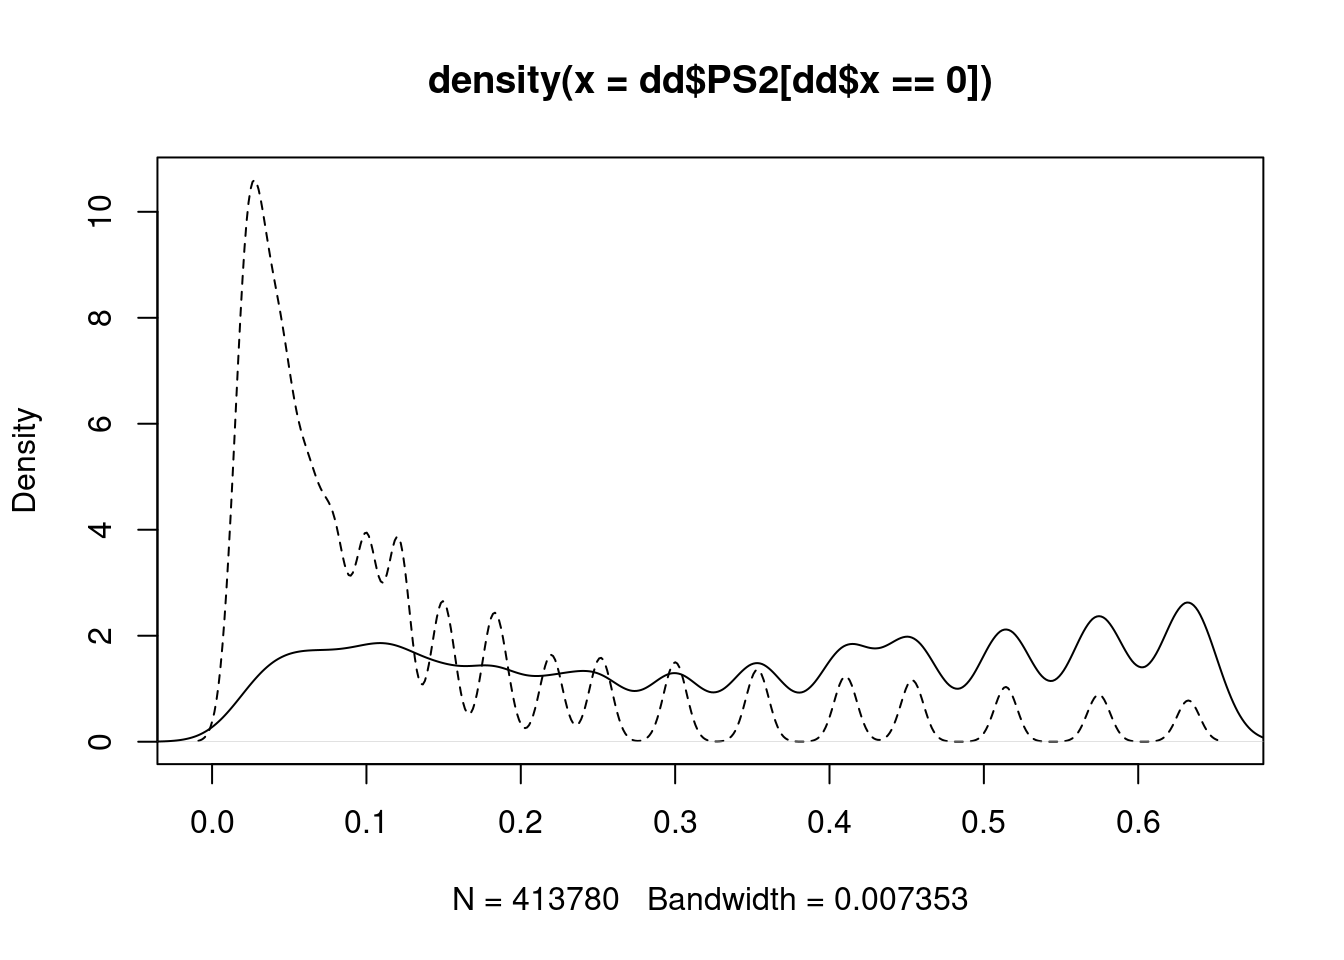 density(x = dd$PS2[dd$x == 0])
Density
10
8
6
4
2
0
0.0 0.1 0.2 0.3 0.4 0.5 0.6
N = 413780 Bandwidth = 0.007353